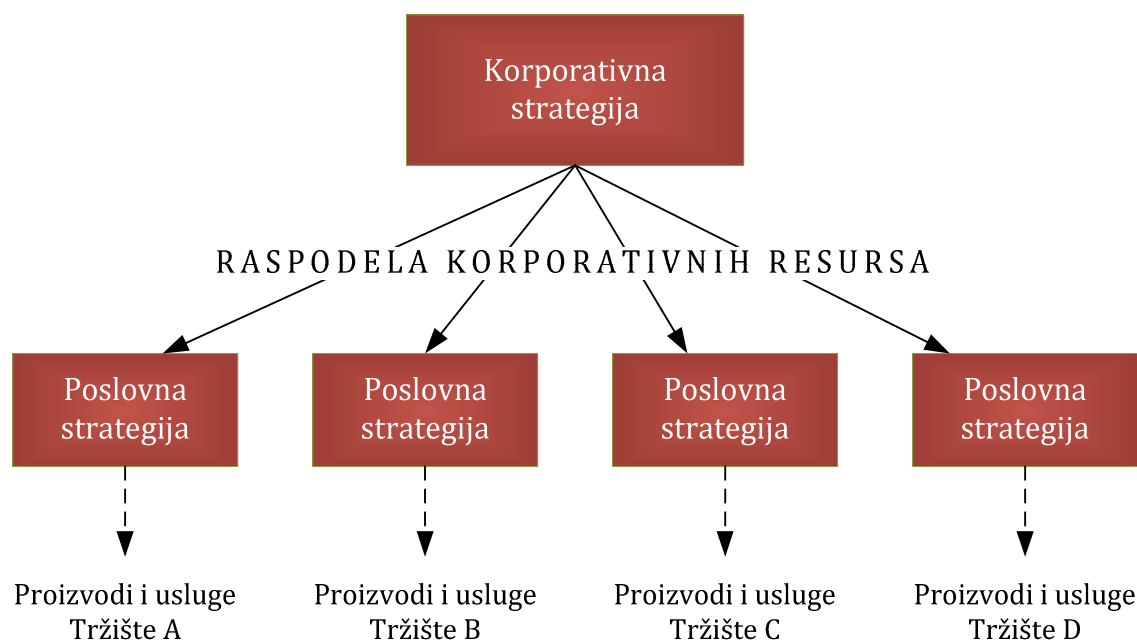 Korporativna
strategija
RASPODELA KORPORATIVNIH RESURSA
Poslovna
strategija
Poslovna
strategija
Poslovna
strategija
Poslovna
strategija
Proizvodi i usluge
Tržište A
Proizvodi i usluge
Tržište B
Proizvodi i usluge
Tržište C
Proizvodi i usluge
Tržište D